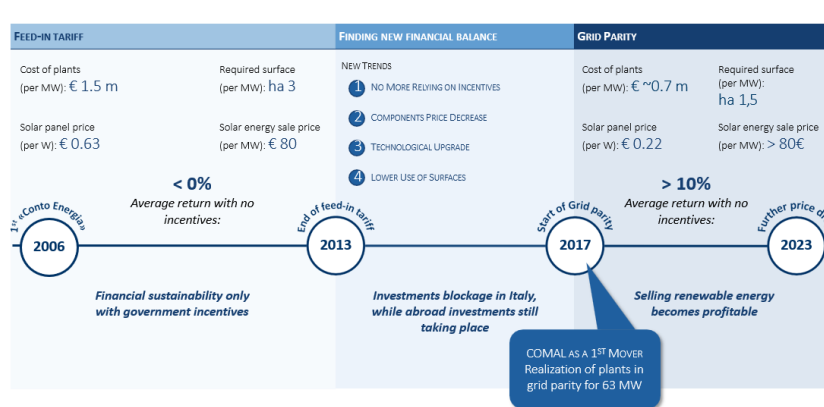 FEED-IN TARIFF
Cost of plants
(per MW): € 1.5 m
Required surface
(per MW): ha 3
Solar panel price
(per W): € 0.63
Solar energy sale price
(per MW): € 80
< 0%
Average return with no
incentives:
1st «Conto Energia»
2006
Financial sustainability only
with government incentives
FINDING NEW FINANCIAL BALANCE
NEW TRENDS
1 NO MORE RELYING ON INCENTIVES
2 COMPONENTS PRICE DECREASE
3 TECHNOLOGICAL UPGRADE
4 LOWER USE OF SURFACES
End of feed-in tariff
2013
Investments blockage in Italy,
while abroad investments still
taking place
GRID PARITY
Cost of plants
(per MW): € ~0.7 m
Required surface
(per MW):
ha 1,5
Solar panel price
(per W): € 0.22
Solar energy sale price
(per MW): > 80€
> 10%
Average return with no
incentives:
Start of Grid parity
2017
Further price
2023
Selling renewable energy
becomes profitable
COMAL AS A 1ST MOVER
Realization of plants in
grid parity for 63 MW